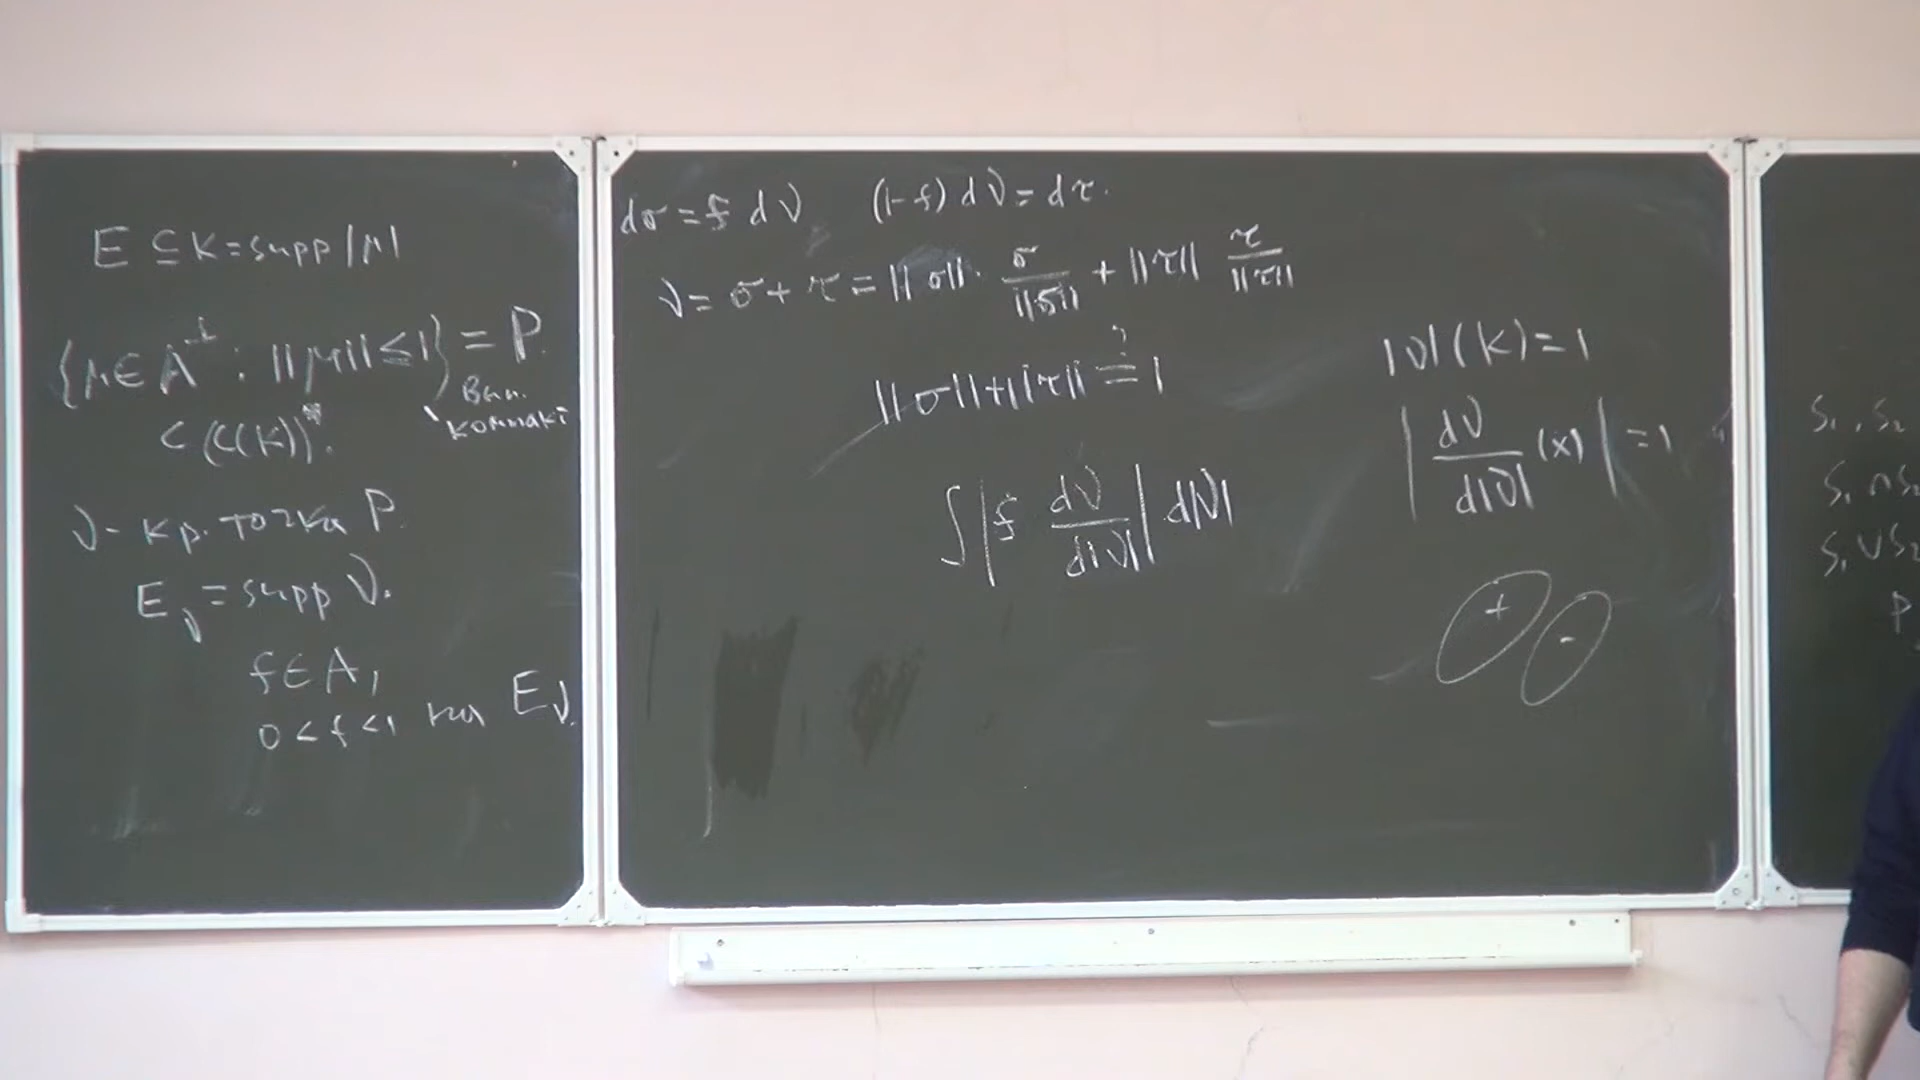 E ⊆ K = supp |μ|
{μ ∈ A^⊥ : ||μ|| ≤ 1} = P.
Вып.
компакт
⊂ (C(K))*.
ν - кр. точка P.
E_ν = supp ν.
f ∈ A,
0 < f < 1 на E_ν.
dσ = f dν (1-f) dν = dτ.
ν = σ + τ = ||σ|| · σ/||σ|| + ||τ|| τ/||τ||
||σ|| + ||τ|| ?= 1
∫ |f dν/d|ν|| d|ν|
|ν|(K) = 1
|dν/d|ν| (x)| = 1
+ -
S₁, S₂
S₁ ∩ S₂
S₁ ∪ S₂